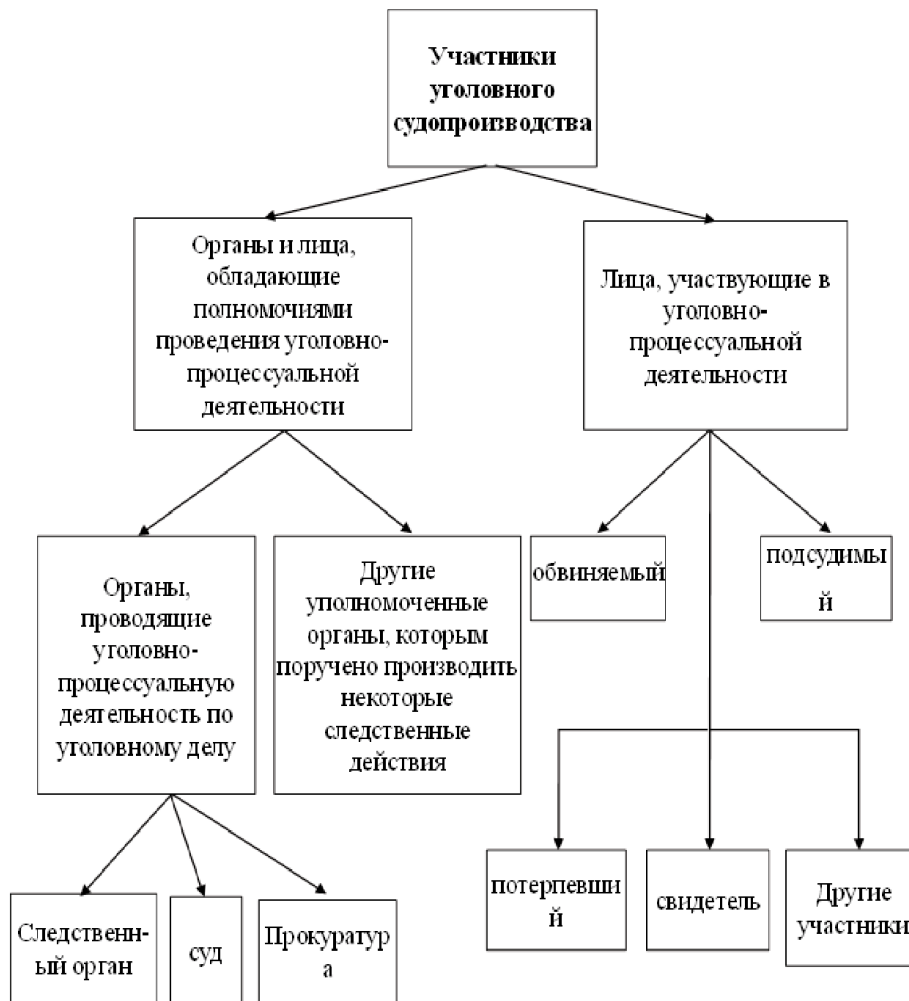 Участники
уголовного
судопроизводства
Органы и лица,
обладающие
полномочиями
проведения уголовно-
процессуальной
деятельности
Лица, участвующие в
уголовно-
процессуальной
деятельности
Органы,
проводящие
уголовно-
процессуальную
деятельность по
уголовному делу
Другие
уполномоченные
органы, которым
поручено производить
некоторые
следственные
действия
обвиняемый
подсудимы
й
Следствен-
ный орган
суд
Прокуратур
а
потерпевши
й
свидетель
Другие
участники